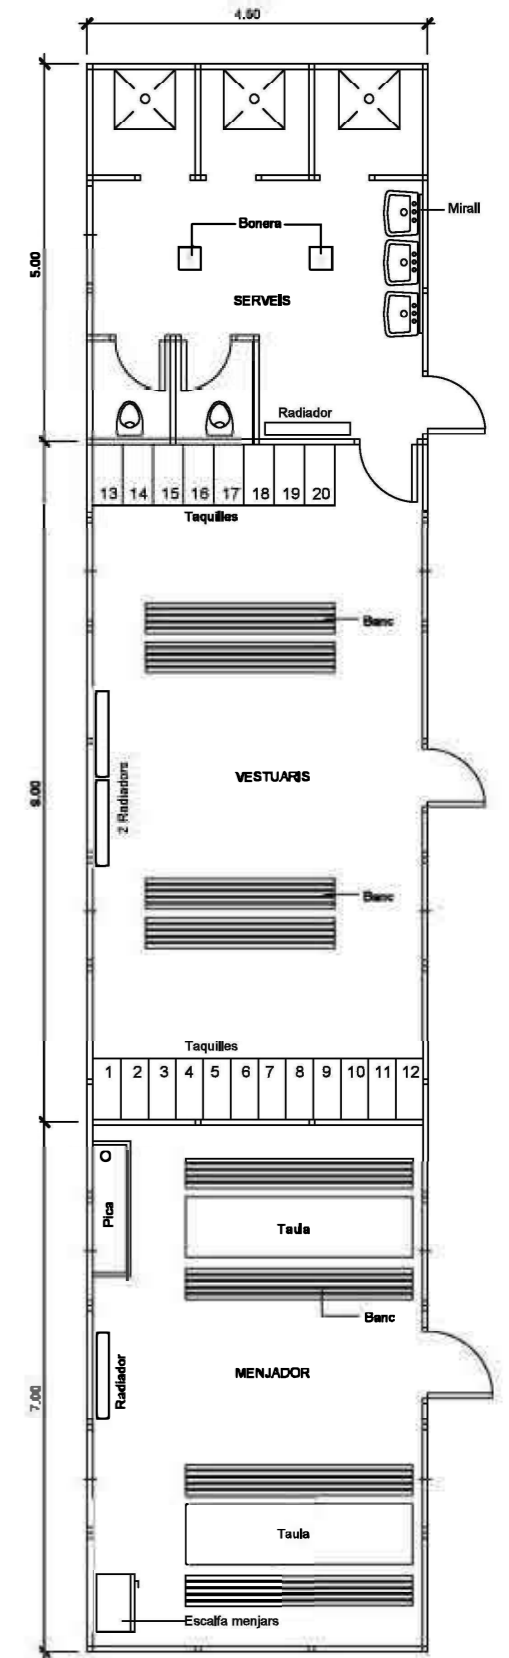 4.50
Mirall
Bonera
5.00
SERVEIS
Radiador
13 14 15 16 17 18 19 20
Taquilles
Banc
VESTUARIS
2 Radiadors
9.00
Banc
Taquilles
1 2 3 4 5 6 7 8 9 10 11 12
Pica
Taula
Banc
MENJADOR
Radiador
7.00
Taula
Escalfa menjars